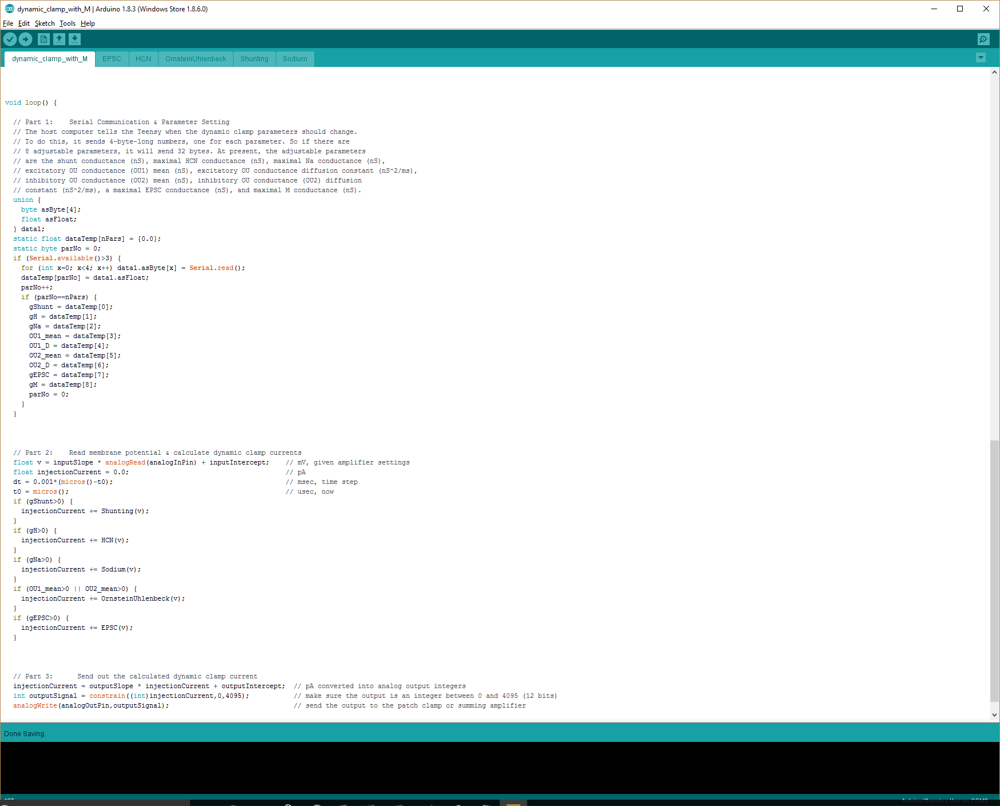 dynamic_clamp_with_M | Arduino 1.8.3 (Windows Store 1.8.6.0)
File Edit Sketch Tools Help
dynamic_clamp_with_M EPSC HCN OrnsteinUhlenbeck Shunting Sodium
void loop() {
// Part 1:    Serial Communication & Parameter Setting
// The host computer tells the Teensy when the dynamic clamp parameters should change.
// To do this, it sends 4-byte-long numbers, one for each parameter. So if there are
// 8 adjustable parameters, it will send 32 bytes. At present, the adjustable parameters
// are the shunt conductance (nS), maximal HCN conductance (nS), maximal Na conductance (nS),
// excitatory OU conductance (OU1) mean (nS), excitatory OU conductance diffusion constant (nS^2/ms),
// inhibitory OU conductance (OU2) mean (nS), inhibitory OU conductance (OU2) diffusion
// constant (nS^2/ms), a maximal EPSC conductance (nS), and maximal M conductance (nS).
union {
byte asByte[4];
float asFloat;
} data1;
static float dataTemp[nPars] = {0.0};
static byte parNo = 0;
if (Serial.available()>3) {
for (int x=0; x<4; x++) data1.asByte[x] = Serial.read();
dataTemp[parNo] = data1.asFloat;
parNo++;
if (parNo==nPars) {
gShunt = dataTemp[0];
gH = dataTemp[1];
gNa = dataTemp[2];
OU1_mean = dataTemp[3];
OU1_D = dataTemp[4];
OU2_mean = dataTemp[5];
OU2_D = dataTemp[6];
gEPSC = dataTemp[7];
gM = dataTemp[8];
parNo = 0;
}
}
// Part 2:    Read membrane potential & calculate dynamic clamp currents
float v = inputSlope * analogRead(analogInPin) + inputIntercept;    // mV, given amplifier settings
float injectionCurrent = 0.0;    // pA
dt = 0.001*(micros()-t0);    // msec, time step
t0 = micros();    // usec, now
if (gShunt>0) {
injectionCurrent += Shunting(v);
}
if (gH>0) {
injectionCurrent += HCN(v);
}
if (gNa>0) {
injectionCurrent += Sodium(v);
}
if (OU1_mean>0 || OU2_mean>0) {
injectionCurrent += OrnsteinUhlenbeck(v);
}
if (gEPSC>0) {
injectionCurrent += EPSC(v);
}
// Part 3:      Send out the calculated dynamic clamp current
injectionCurrent = outputSlope * injectionCurrent + outputIntercept;  // pA converted into analog output integers
int outputSignal = constrain((int)injectionCurrent,0,4095);    // make sure the output is an integer between 0 and 4095 (12 bits)
analogWrite(analogOutPin,outputSignal);    // send the output to the patch clamp or summing amplifier
Done Saving.